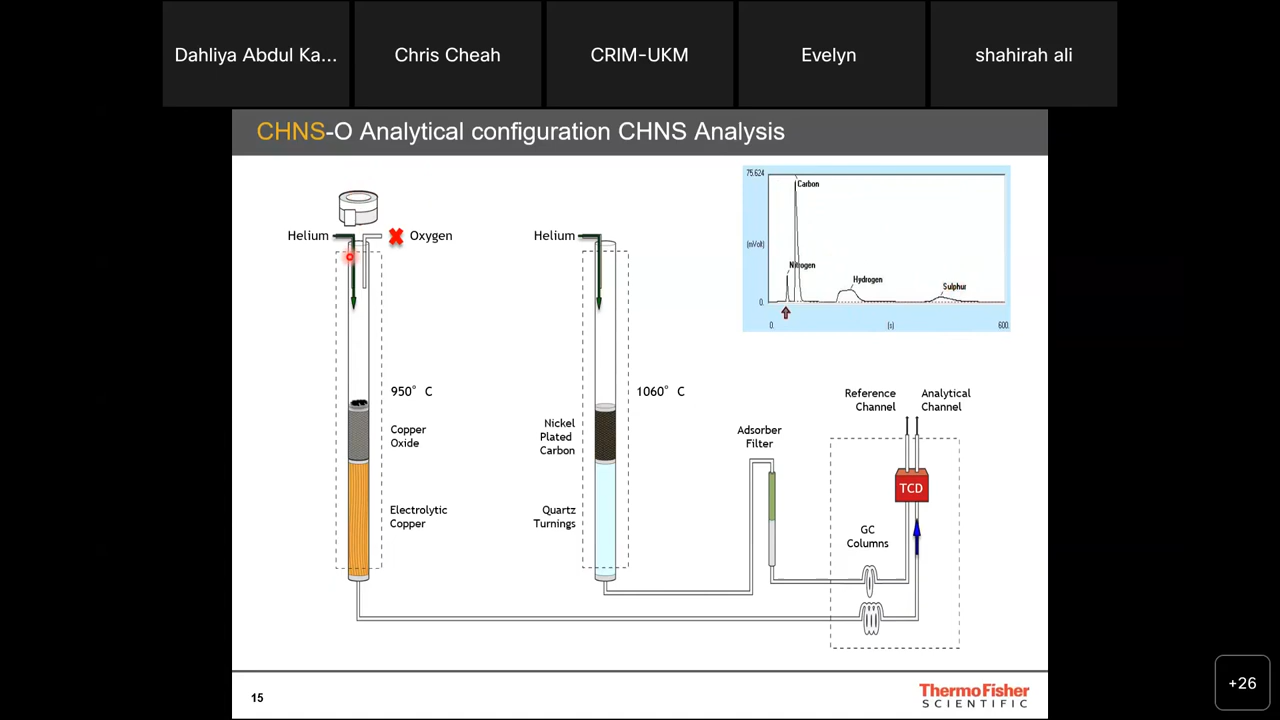 Dahliya Abdul Ka...
Chris Cheah
CRIM-UKM
Evelyn
shahirah ali
CHNS-O Analytical configuration CHNS Analysis
Helium
Oxygen
Helium
75.624
Carbon
(mVolt)
Nitrogen
Hydrogen
Sulphur
0.
0.
(s)
600.
950° C
1060° C
Reference
Channel
Analytical
Channel
Copper
Oxide
Nickel
Plated
Carbon
Adsorber
Filter
TCD
Electrolytic
Copper
Quartz
Turnings
GC
Columns
15
ThermoFisher
SCIENTIFIC
+26